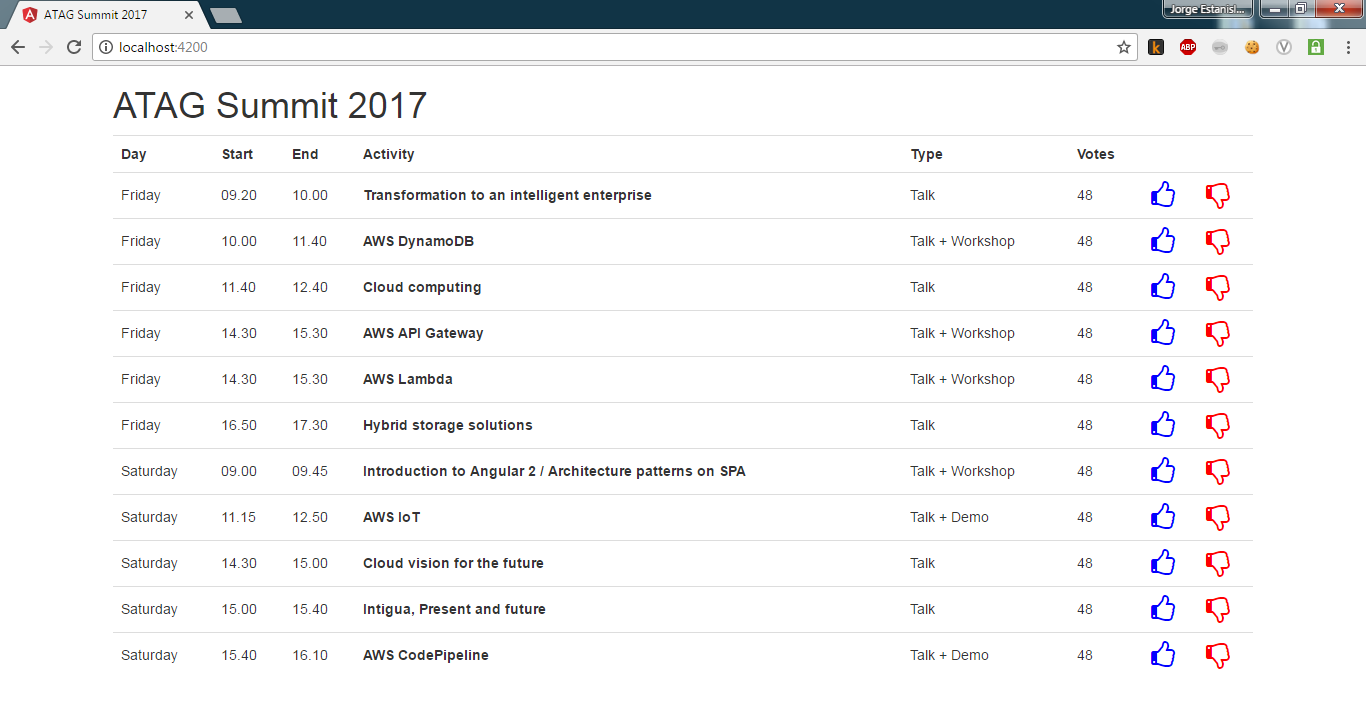 ATAG Summit 2017
Jorge Estanisl...
localhost:4200
ABP
ATAG Summit 2017
Day Start End Activity Type Votes
Friday 09.20 10.00 Transformation to an intelligent enterprise Talk 48
Friday 10.00 11.40 AWS DynamoDB Talk + Workshop 48
Friday 11.40 12.40 Cloud computing Talk 48
Friday 14.30 15.30 AWS API Gateway Talk + Workshop 48
Friday 14.30 15.30 AWS Lambda Talk + Workshop 48
Friday 16.50 17.30 Hybrid storage solutions Talk 48
Saturday 09.00 09.45 Introduction to Angular 2 / Architecture patterns on SPA Talk + Workshop 48
Saturday 11.15 12.50 AWS IoT Talk + Demo 48
Saturday 14.30 15.00 Cloud vision for the future Talk 48
Saturday 15.00 15.40 Intigua, Present and future Talk 48
Saturday 15.40 16.10 AWS CodePipeline Talk + Demo 48